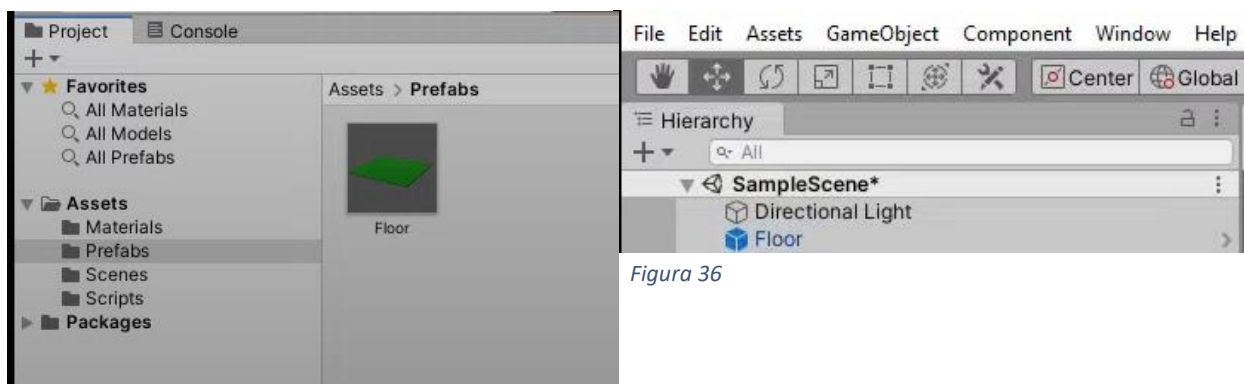 Project Console
Favorites
All Materials
All Models
All Prefabs
Assets
Materials
Prefabs
Scenes
Scripts
Packages
Assets > Prefabs
Floor
File Edit Assets GameObject Component Window Help
Center Global
Hierarchy
All
SampleScene*
Directional Light
Floor
Figura 36